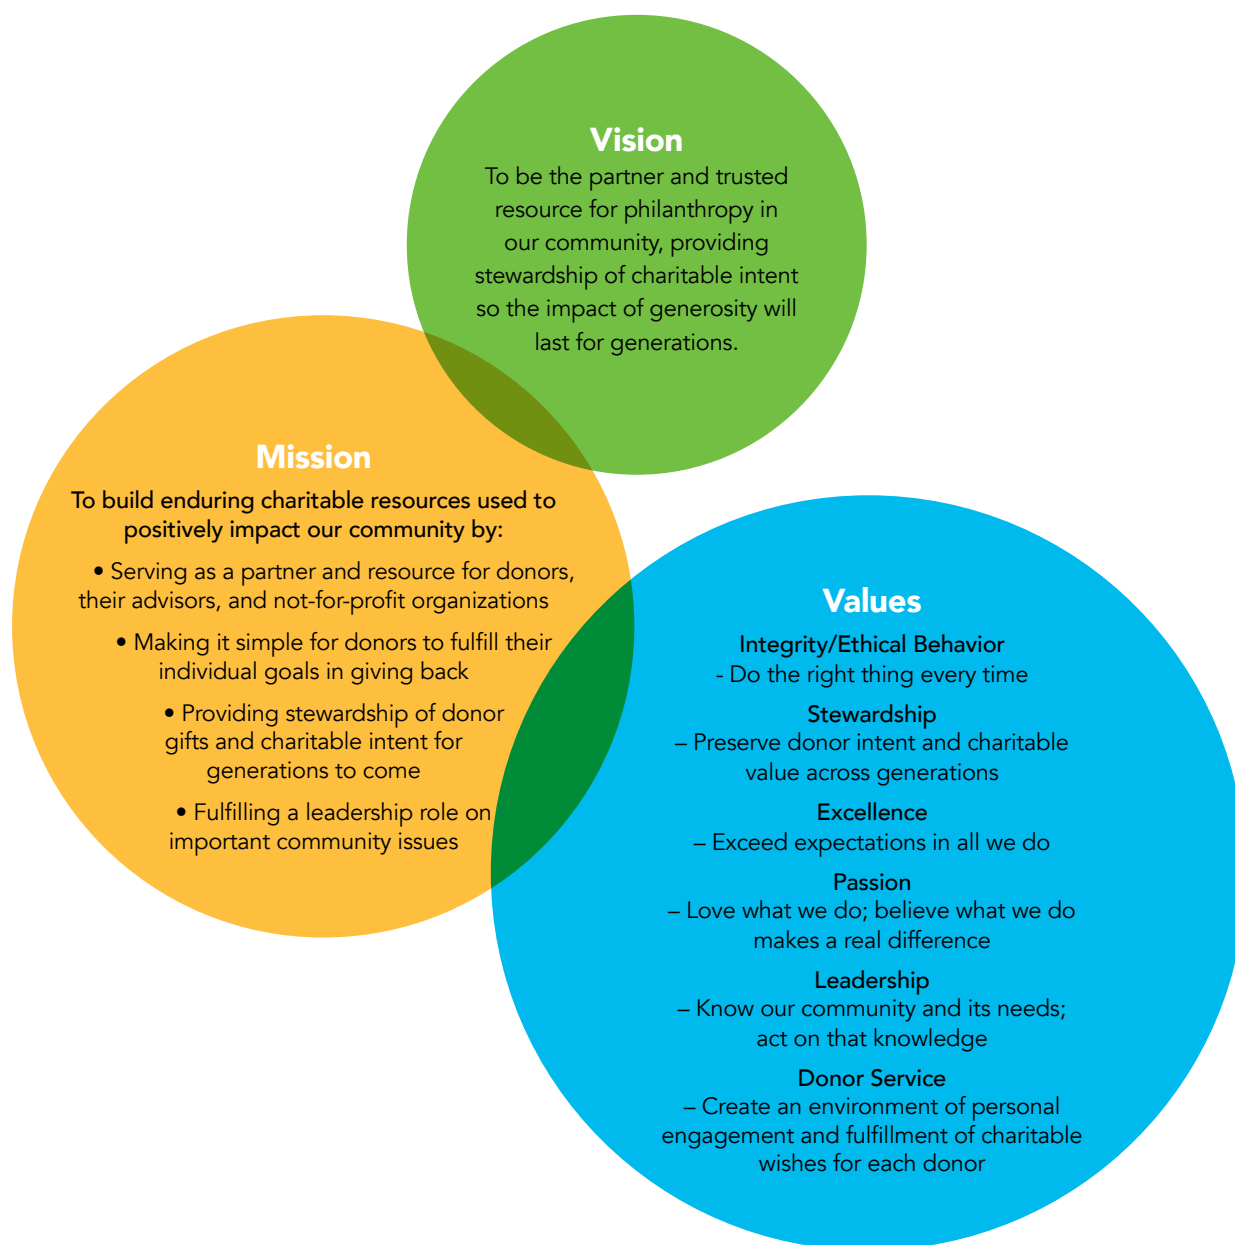 Vision
To be the partner and trusted
resource for philanthropy in
our community, providing
stewardship of charitable intent
so the impact of generosity will
last for generations.
Mission
To build enduring charitable resources used to
positively impact our community by:
• Serving as a partner and resource for donors,
their advisors, and not-for-profit organizations
• Making it simple for donors to fulfill their
individual goals in giving back
• Providing stewardship of donor
gifts and charitable intent for
generations to come
• Fulfilling a leadership role on
important community issues
Values
Integrity/Ethical Behavior
- Do the right thing every time
Stewardship
– Preserve donor intent and charitable
value across generations
Excellence
– Exceed expectations in all we do
Passion
– Love what we do; believe what we do
makes a real difference
Leadership
– Know our community and its needs;
act on that knowledge
Donor Service
– Create an environment of personal
engagement and fulfillment of charitable
wishes for each donor